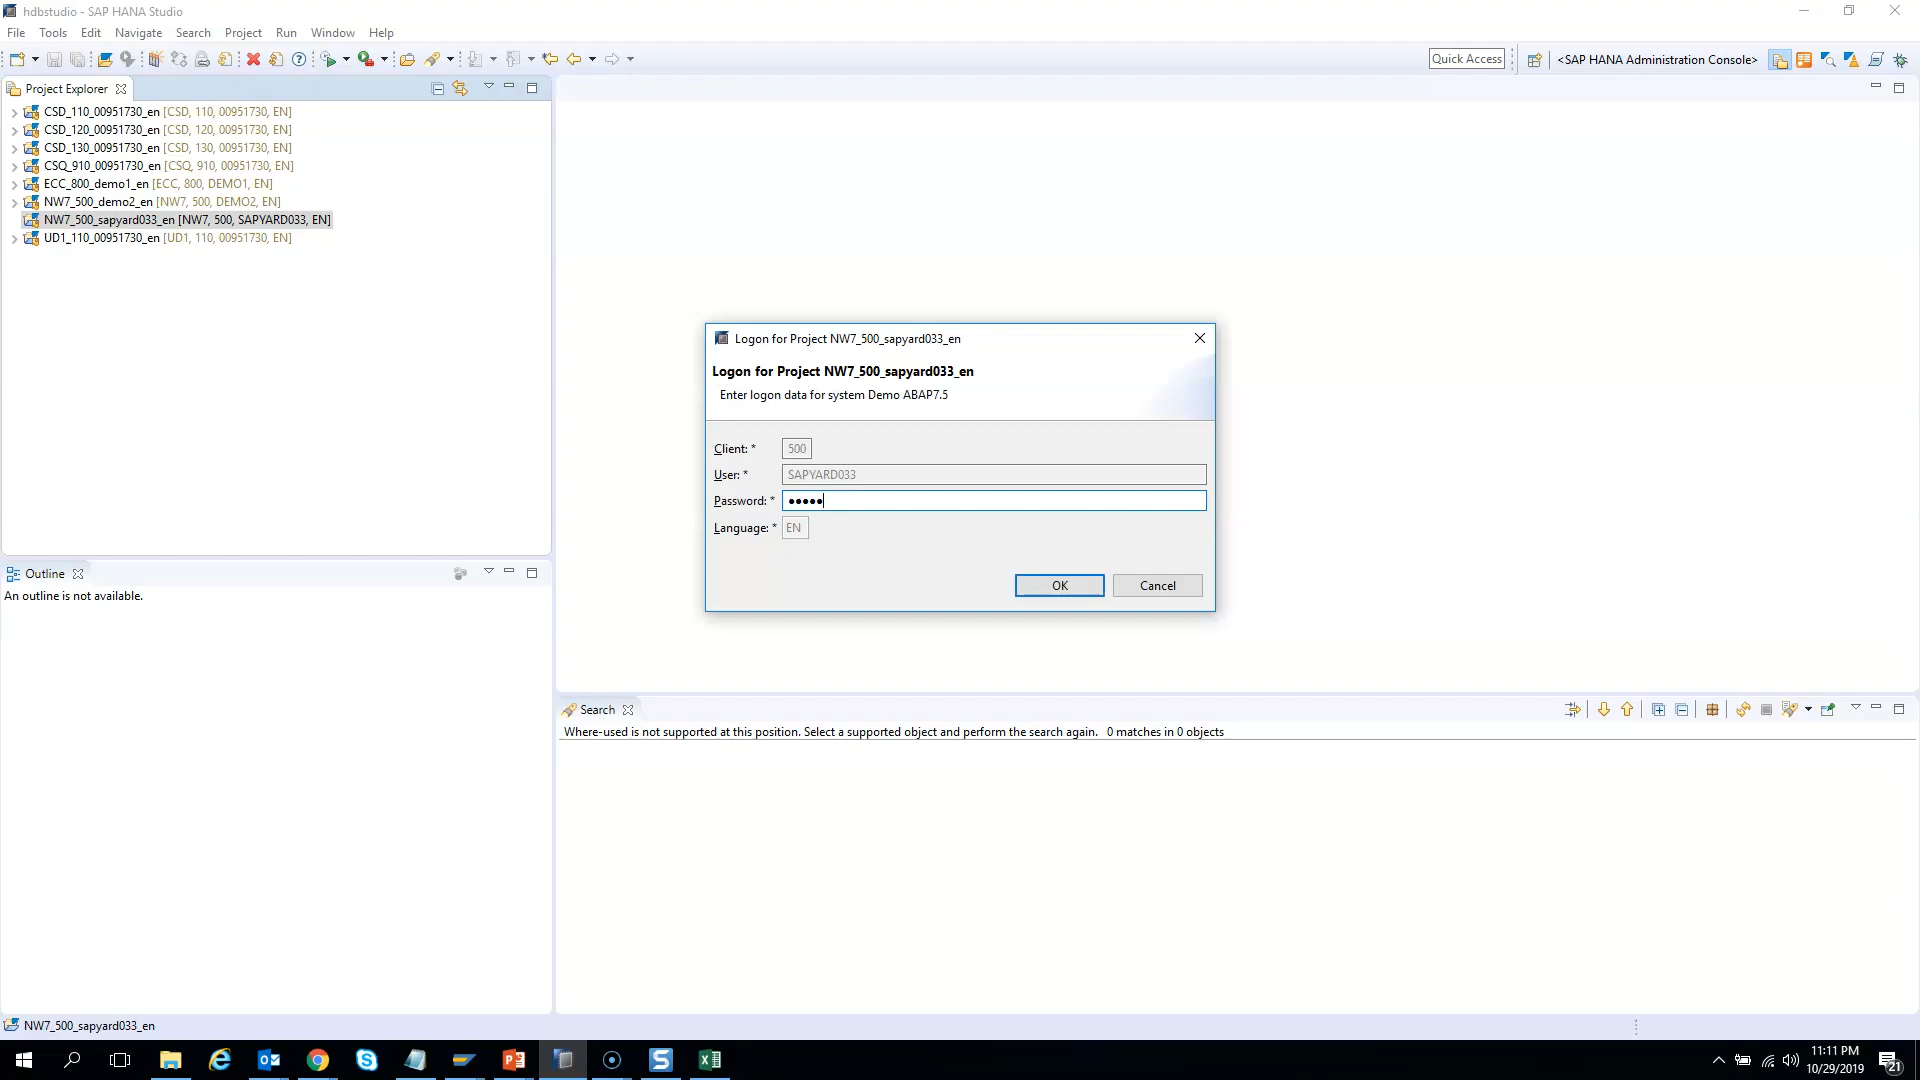 hdbstudio - SAP HANA Studio
File Tools Edit Navigate Search Project Run Window Help
Quick Access <SAP HANA Administration Console>
Project Explorer
CSD_110_00951730_en [CSD, 110, 00951730, EN]
CSD_120_00951730_en [CSD, 120, 00951730, EN]
CSD_130_00951730_en [CSD, 130, 00951730, EN]
CSQ_910_00951730_en [CSQ, 910, 00951730, EN]
ECC_800_demo1_en [ECC, 800, DEMO1, EN]
NW7_500_demo2_en [NW7, 500, DEMO2, EN]
NW7_500_sapyard033_en [NW7, 500, SAPYARD033, EN]
UD1_110_00951730_en [UD1, 110, 00951730, EN]
Logon for Project NW7_500_sapyard033_en
Logon for Project NW7_500_sapyard033_en
Enter logon data for system Demo ABAP7.5
Client: * 500
User: * SAPYARD033
Password: * ●●●●●
Language: * EN
OK Cancel
Outline
An outline is not available.
Search
Where-used is not supported at this position. Select a supported object and perform the search again. 0 matches in 0 objects
NW7_500_sapyard033_en
11:11 PM
10/29/2019
21